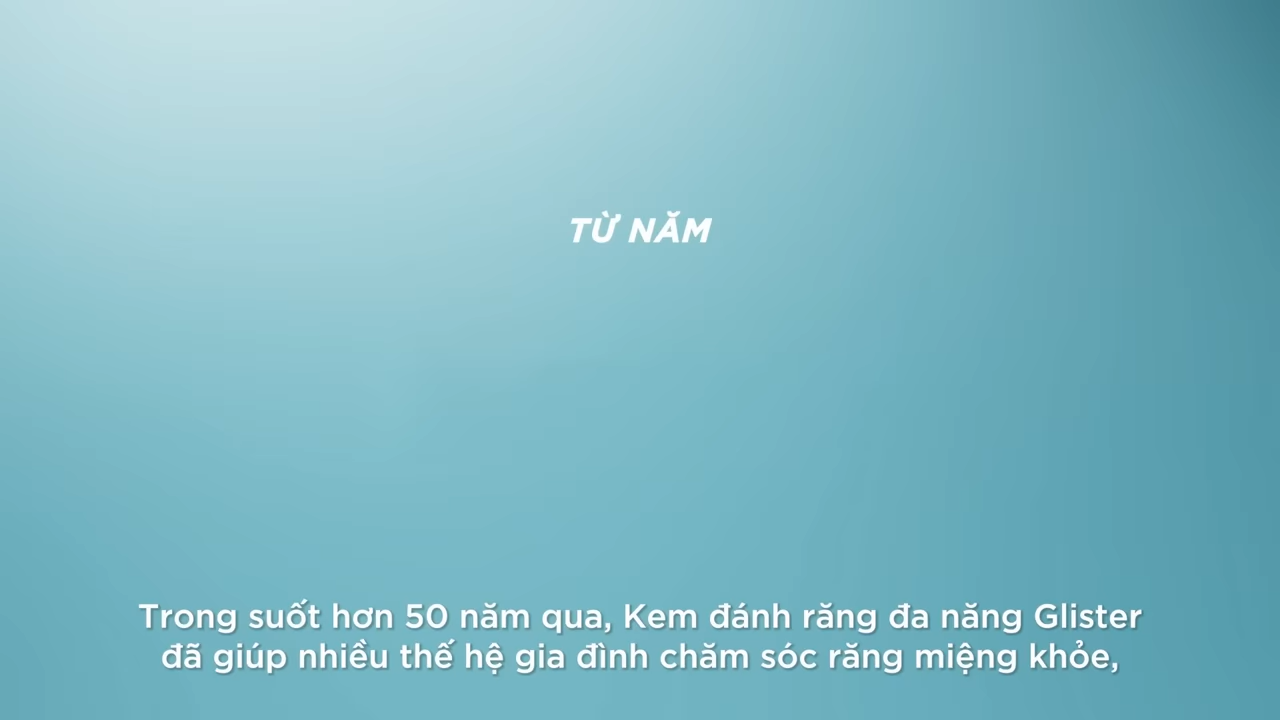 TỪ NĂM
Trong suốt hơn 50 năm qua, Kem đánh răng đa năng Glister
đã giúp nhiều thế hệ gia đình chăm sóc răng miệng khỏe,